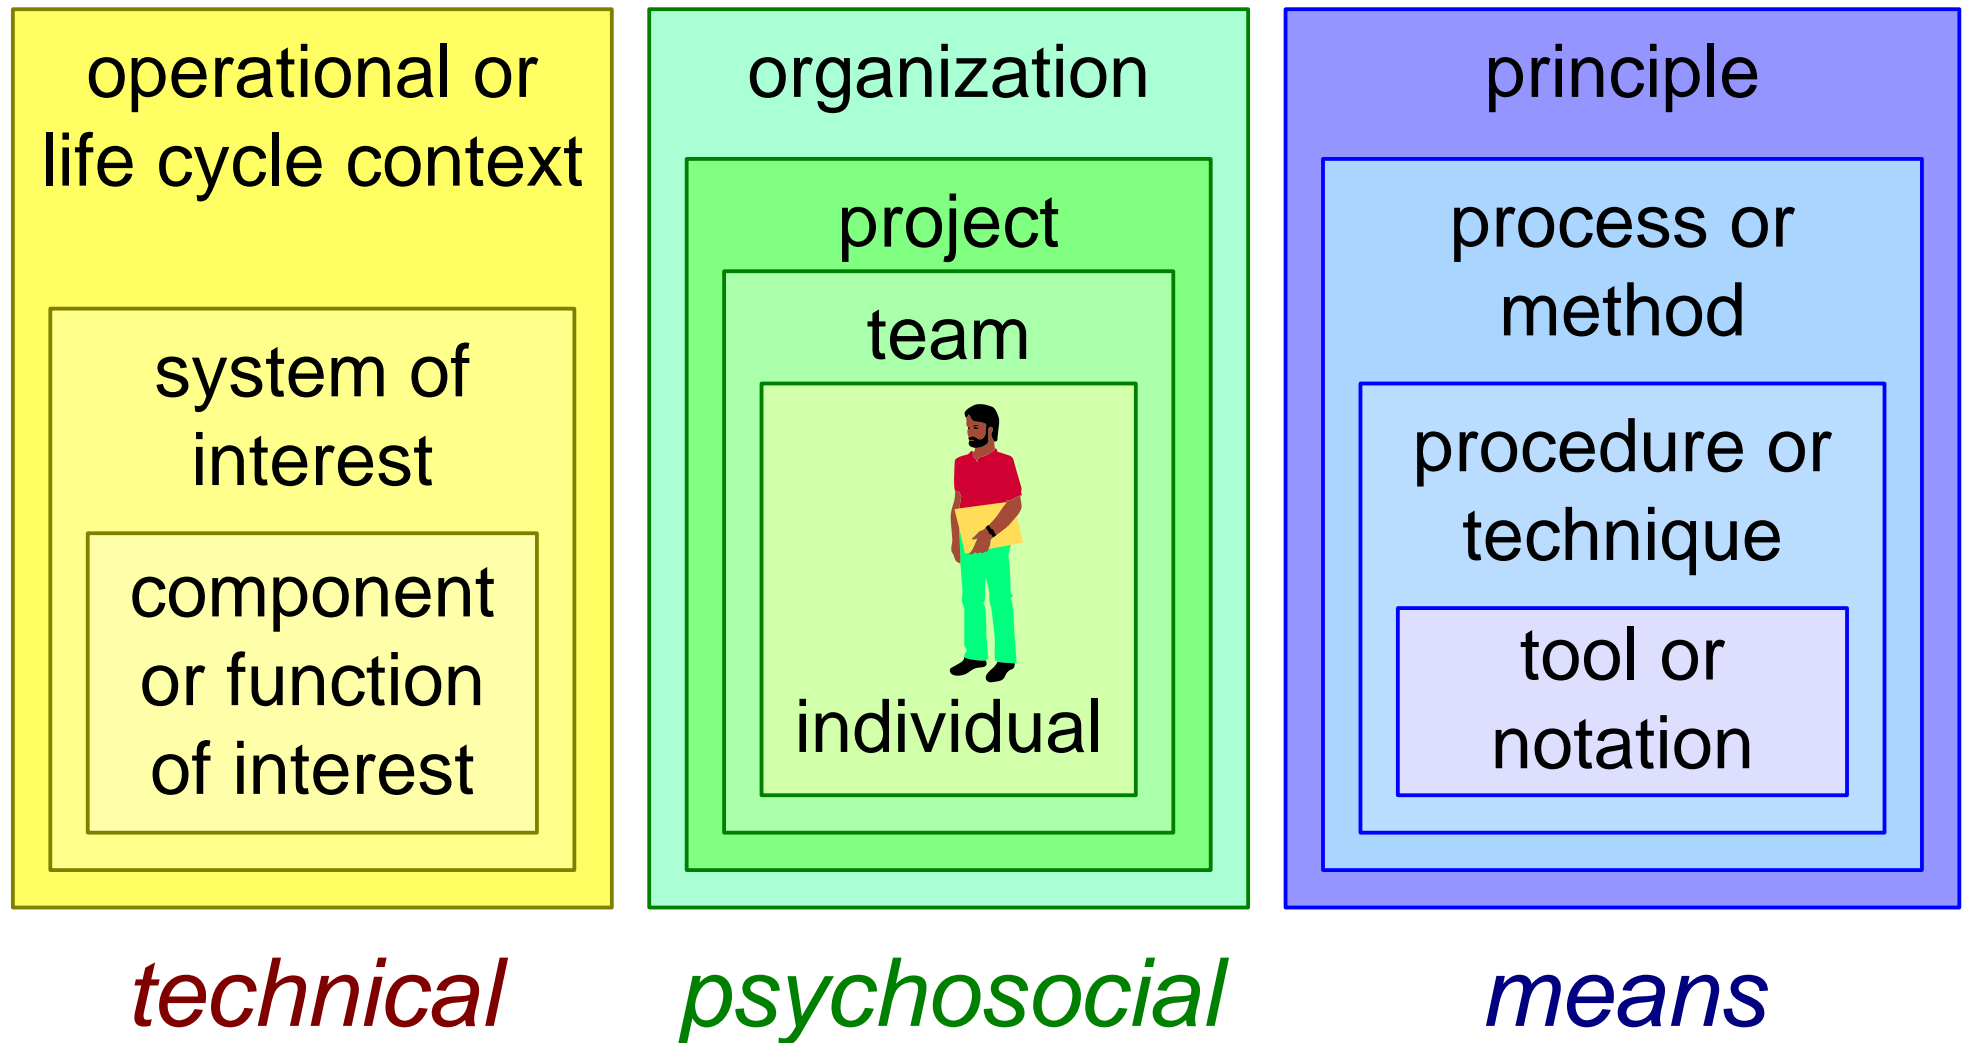 operational or
life cycle context
system of
interest
component
or function
of interest
technical
organization
project
team
individual
psychosocial
principle
process or
method
procedure or
technique
tool or
notation
means